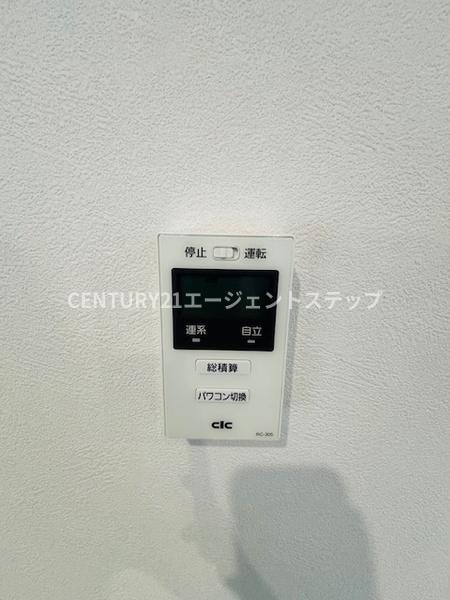 停止 運転
CENTURY21エージェントステップ
連系 自立
総積算
パワコン切換
clc
RC-305